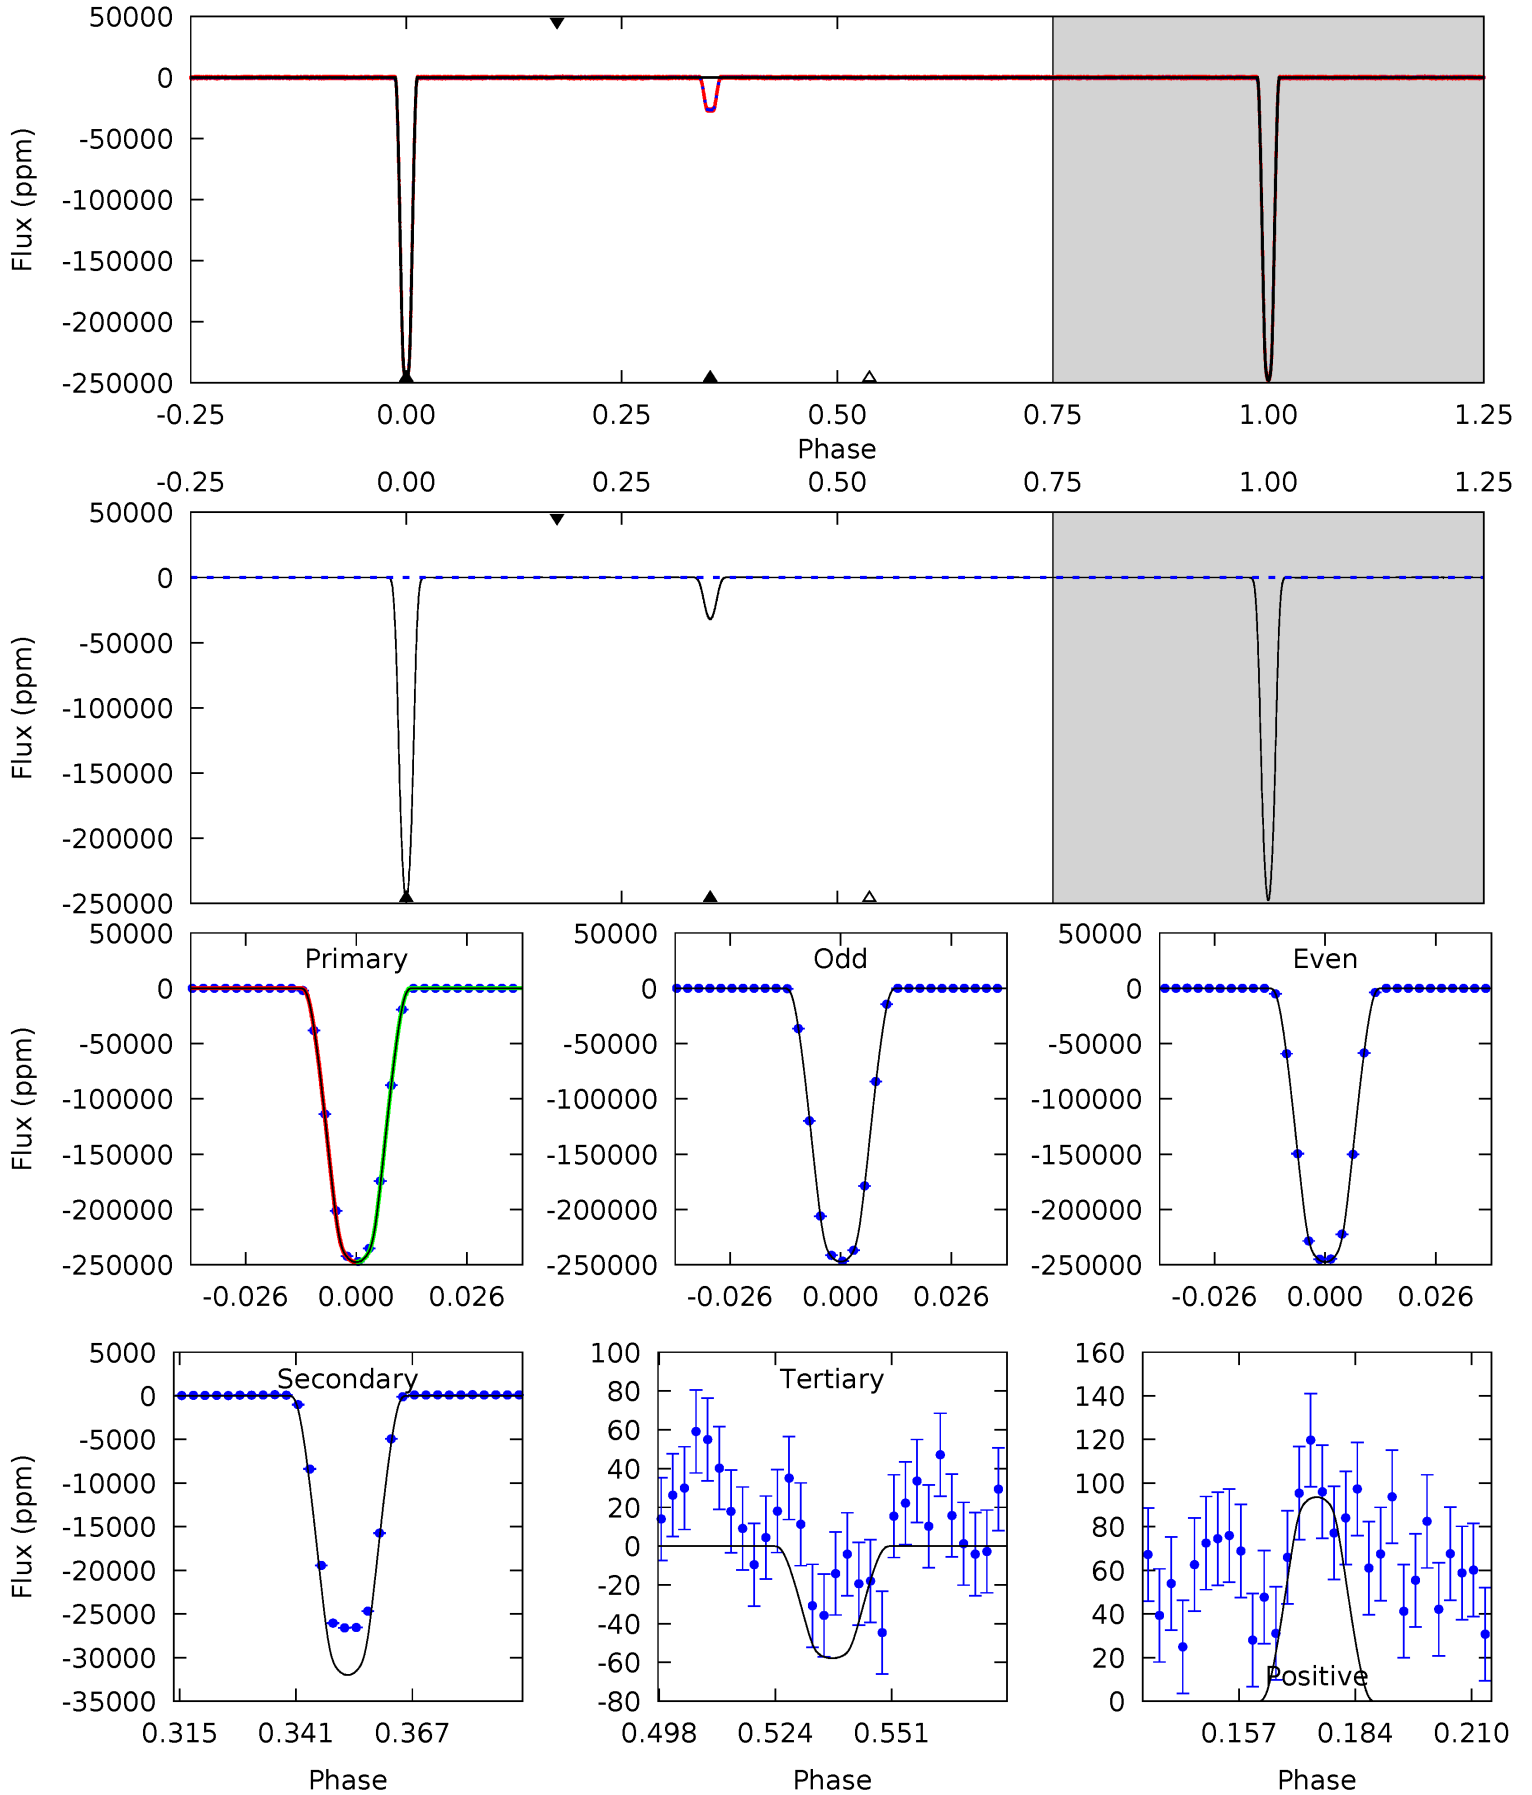 50000
0
-50000
-100000
-150000
-200000
-250000
Flux (ppm)
-0.25 0.00 0.25 0.50 0.75 1.00 1.25
Phase
-0.25 0.00 0.25 0.50 0.75 1.00 1.25
50000
0
-50000
-100000
-150000
-200000
-250000
Flux (ppm)
Primary
50000
0
-50000
-100000
-150000
-200000
-250000
Flux (ppm)
-0.026 0.000 0.026
Odd
50000
0
-50000
-100000
-150000
-200000
-250000
-0.026 0.000 0.026
Even
50000
0
-50000
-100000
-150000
-200000
-250000
-0.026 0.000 0.026
Secondary
5000
0
-5000
-10000
-15000
-20000
-25000
-30000
-35000
Flux (ppm)
0.315 0.341 0.367
Phase
Tertiary
100
80
60
40
20
0
-20
-40
-60
-80
0.498 0.524 0.551
Phase
160
140
120
100
80
60
40
20
0
Positive
0.157 0.184 0.210
Phase